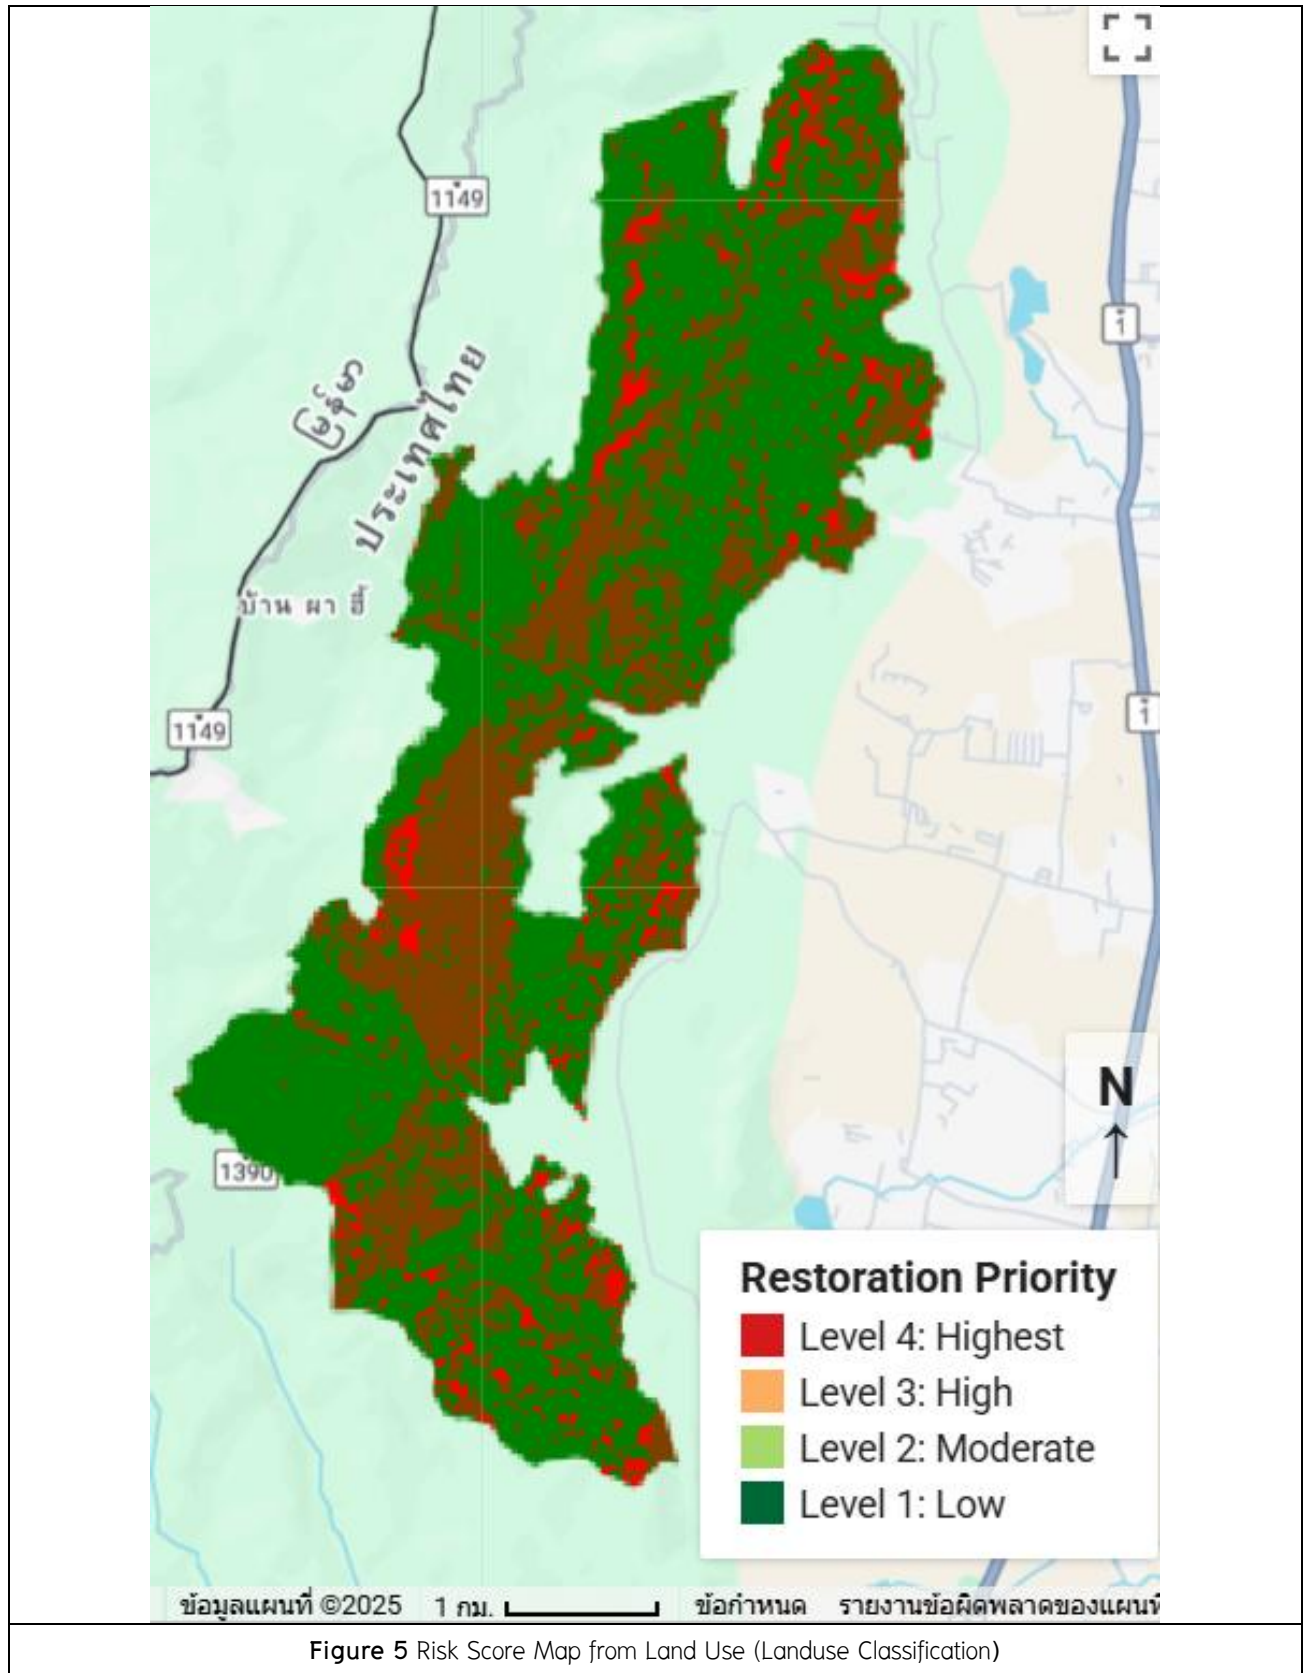 1149
1
မြန်မာ
ประเทศไทย
บ้าน ผา ฮี้
1149
1
N
1390
Restoration Priority
Level 4: Highest
Level 3: High
Level 2: Moderate
Level 1: Low
ข้อมูลแผนที่ ©2025 1 กม. ข้อกำหนด รายงานข้อผิดพลาดของแผนที่
Figure 5 Risk Score Map from Land Use (Landuse Classification)